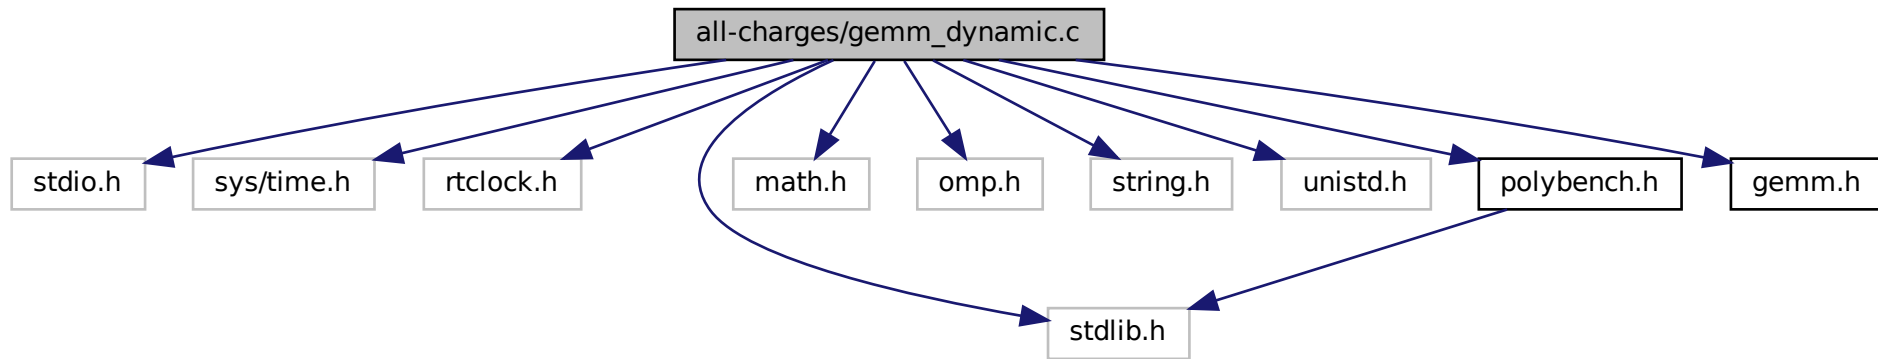 all-charges/gemm_dynamic.c
stdio.h
sys/time.h
rtclock.h
math.h
omp.h
string.h
unistd.h
polybench.h
gemm.h
stdlib.h